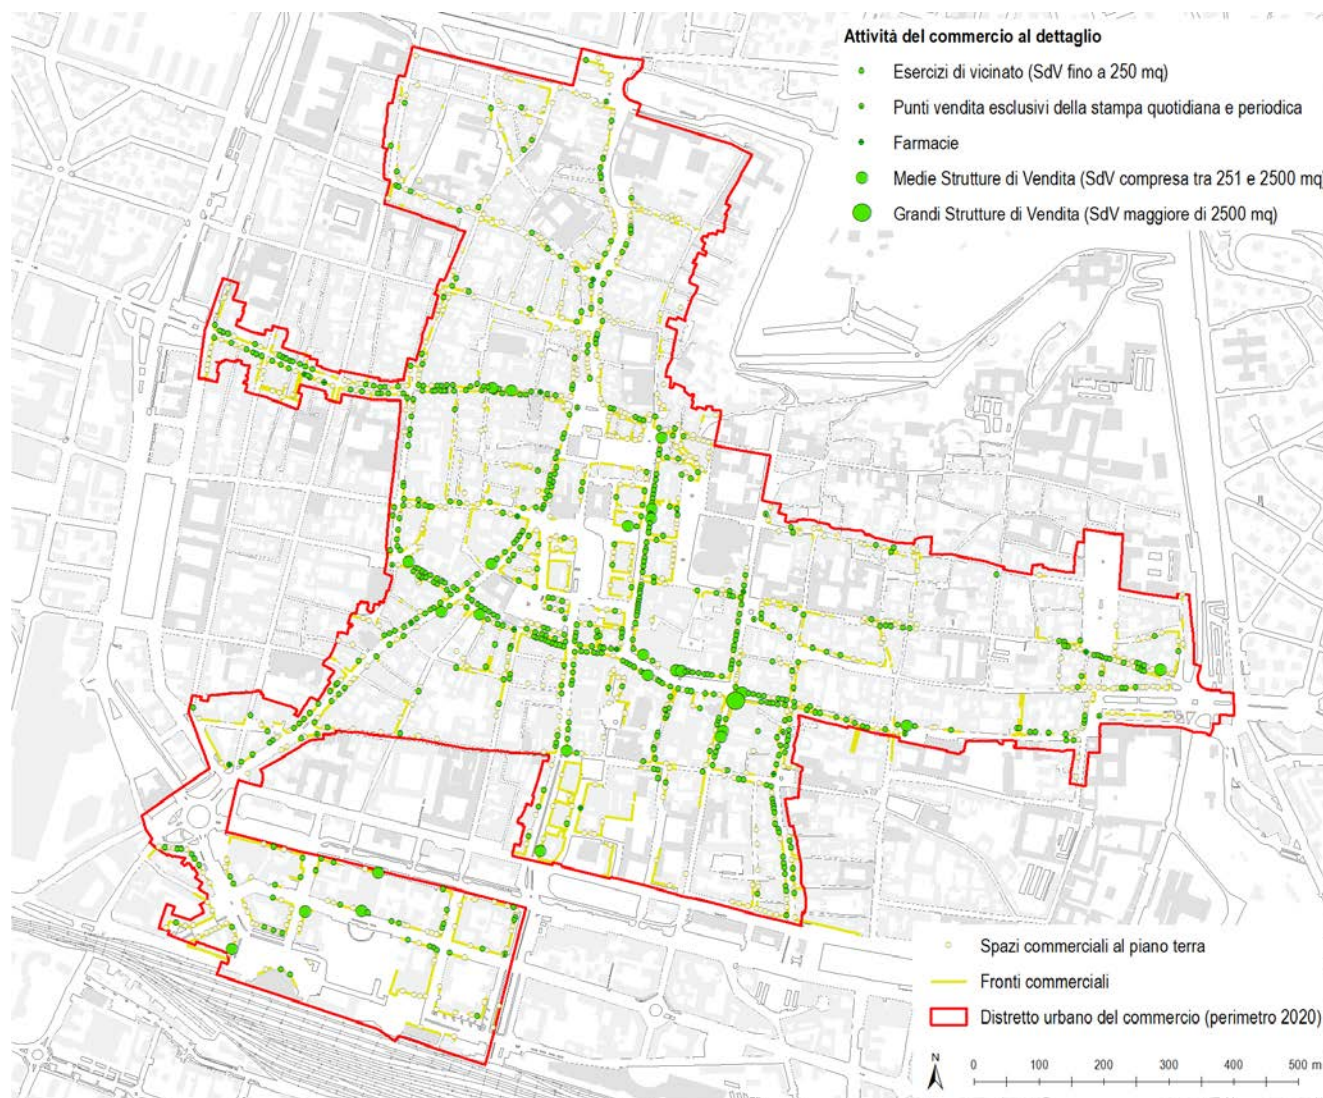 Attività del commercio al dettaglio
Esercizi di vicinato (SdV fino a 250 mq)
Punti vendita esclusivi della stampa quotidiana e periodica
Farmacie
Medie Strutture di Vendita (SdV compresa tra 251 e 2500 mq)
Grandi Strutture di Vendita (SdV maggiore di 2500 mq)
Spazi commerciali al piano terra
Fronti commerciali
Distretto urbano del commercio (perimetro 2020)
N
0 100 200 300 400 500 m